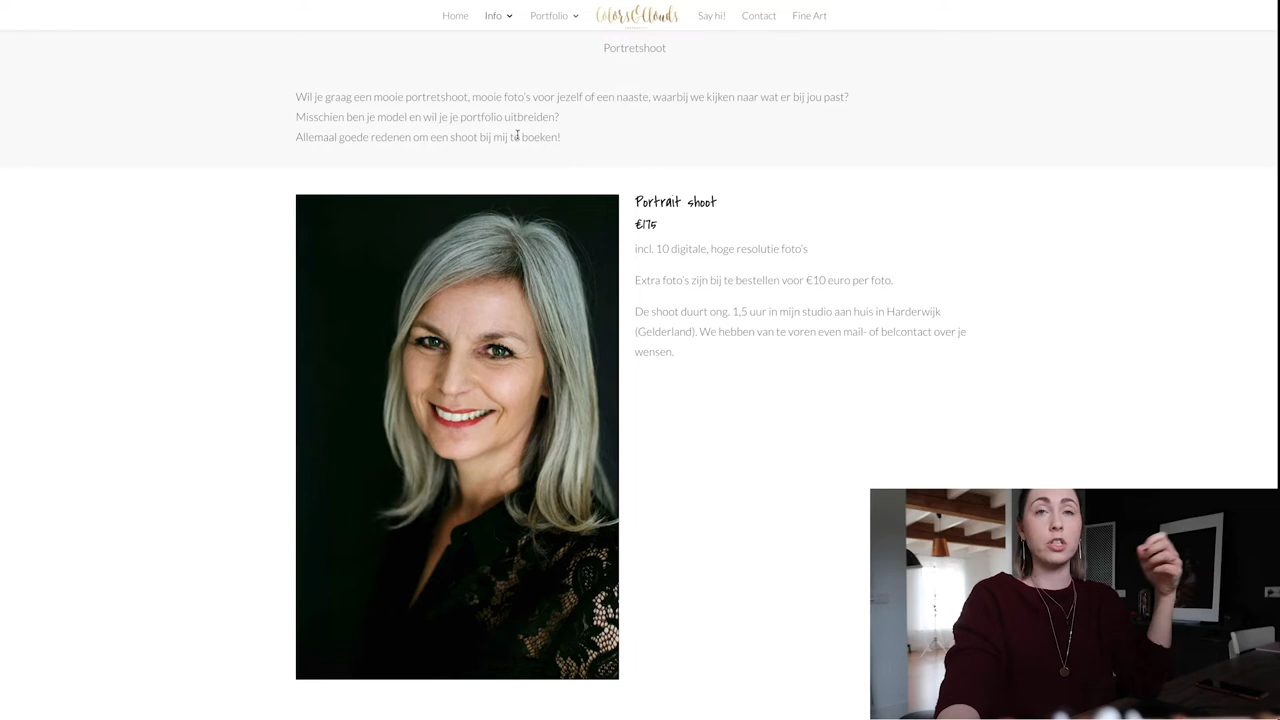 Home Info Portfolio Colors&Clouds Say hi! Contact Fine Art
Portretshoot
Wil je graag een mooie portretshoot, mooie foto's voor jezelf of een naaste, waarbij we kijken naar wat er bij jou past?
Misschien ben je model en wil je je portfolio uitbreiden?
Allemaal goede redenen om een shoot bij mij te boeken!
Portrait shoot
€175
incl. 10 digitale, hoge resolutie foto's
Extra foto's zijn bij te bestellen voor €10 euro per foto.
De shoot duurt ong. 1,5 uur in mijn studio aan huis in Harderwijk
(Gelderland). We hebben van te voren even mail- of belcontact over je
wensen.